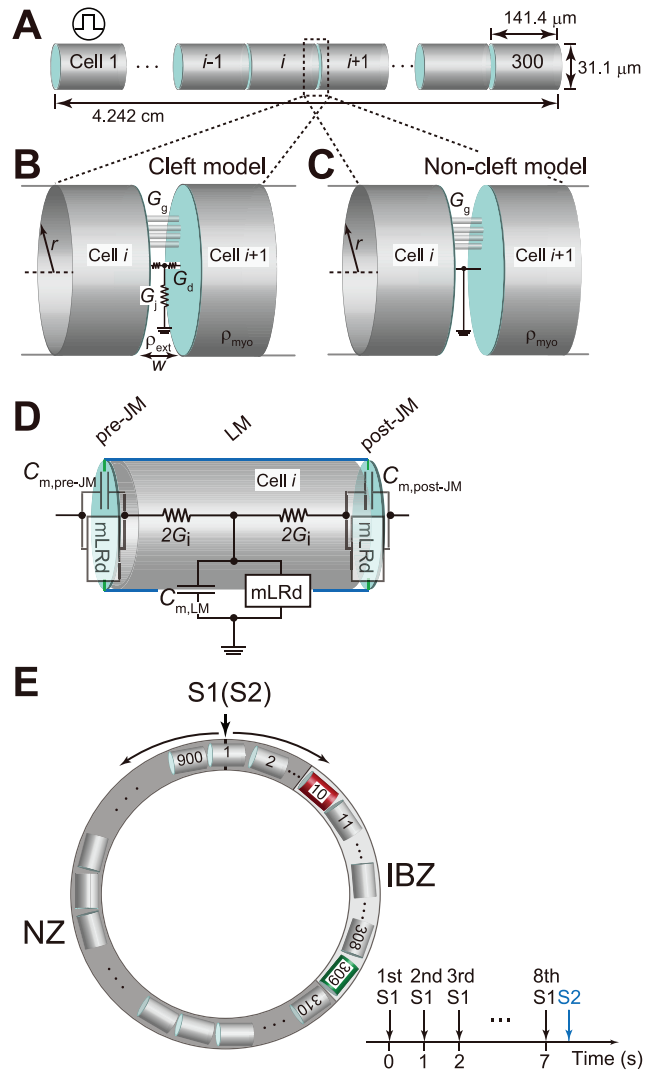 A
Cell 1
. . .
i-1
i
i+1
. . .
300
141.4 μm
31.1 μm
4.242 cm
B
Cleft model
G_g
r
Cell i
Cell i+1
G_d
G_j
ρ_ext
w
ρ_myo
C
Non-cleft model
G_g
r
Cell i
Cell i+1
ρ_myo
D
pre-JM
LM
post-JM
C_m,pre-JM
Cell i
C_m,post-JM
mLRd
2G_i
2G_i
mLRd
C_m,LM
mLRd
E
S1(S2)
900
1
2
...
10
11
...
IBZ
...
308
309
310
...
NZ
. . .
. . .
1st
S1
2nd
S1
3rd
S1
...
8th
S1
S2
0
1
2
7
Time (s)